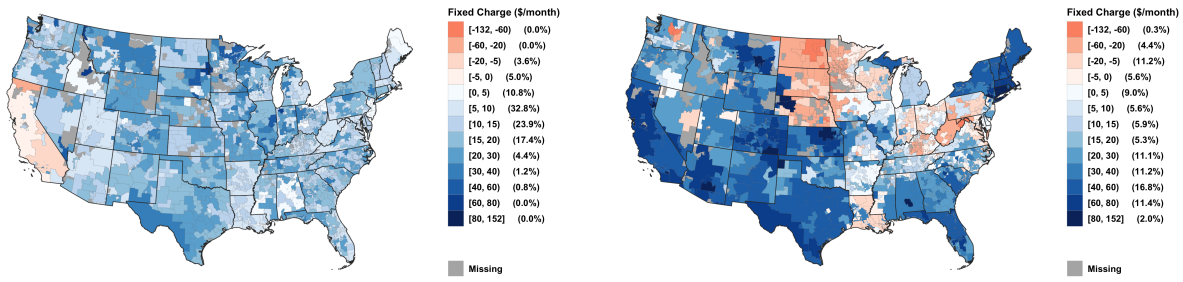 Fixed Charge ($/month)
[-132, -60) (0.0%)
[-60, -20) (0.0%)
[-20, -5) (3.6%)
[-5, 0) (5.0%)
[0, 5) (10.8%)
[5, 10) (32.8%)
[10, 15) (23.9%)
[15, 20) (17.4%)
[20, 30) (4.4%)
[30, 40) (1.2%)
[40, 60) (0.8%)
[60, 80) (0.0%)
[80, 152] (0.0%)
Missing
Fixed Charge ($/month)
[-132, -60) (0.3%)
[-60, -20) (4.4%)
[-20, -5) (11.2%)
[-5, 0) (5.6%)
[0, 5) (9.0%)
[5, 10) (5.6%)
[10, 15) (5.9%)
[15, 20) (5.3%)
[20, 30) (11.1%)
[30, 40) (11.2%)
[40, 60) (16.8%)
[60, 80) (11.4%)
[80, 152] (2.0%)
Missing